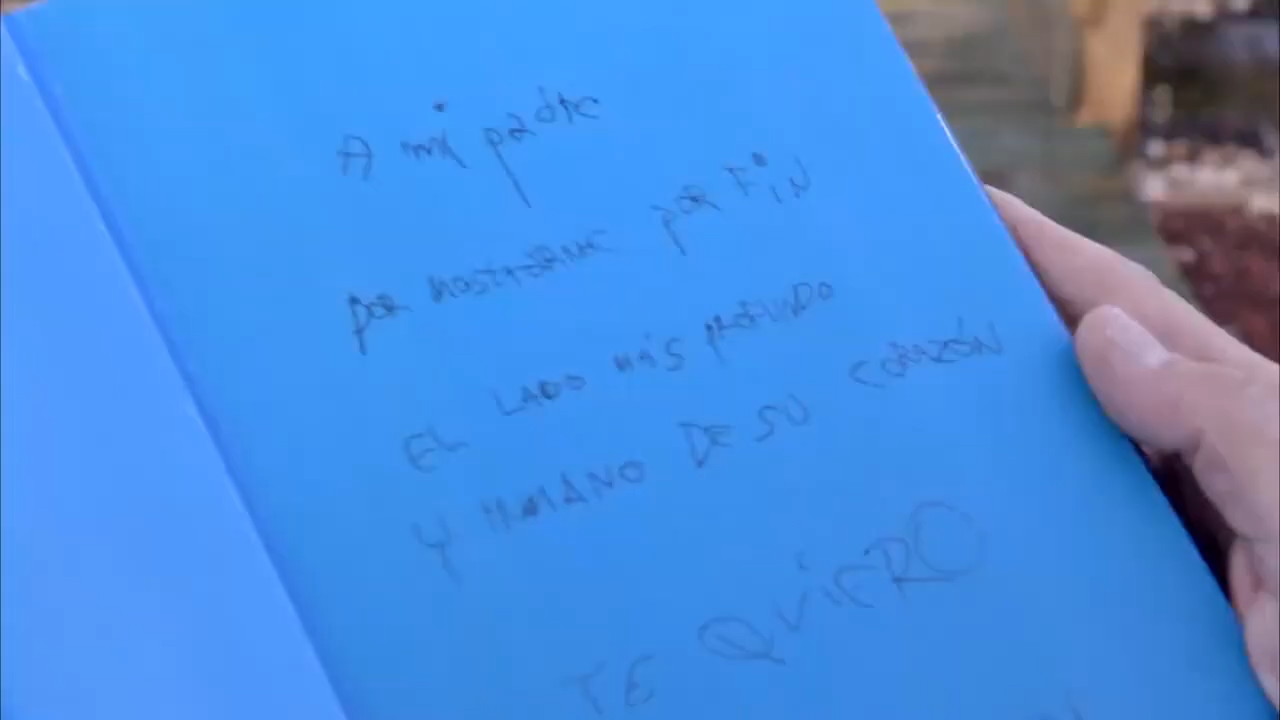 A mi padre
por mostrarme por FiN
EL LADO MÁS PROFUNDO
Y HUMANO DE SU CORAZÓN
TE QUiERO